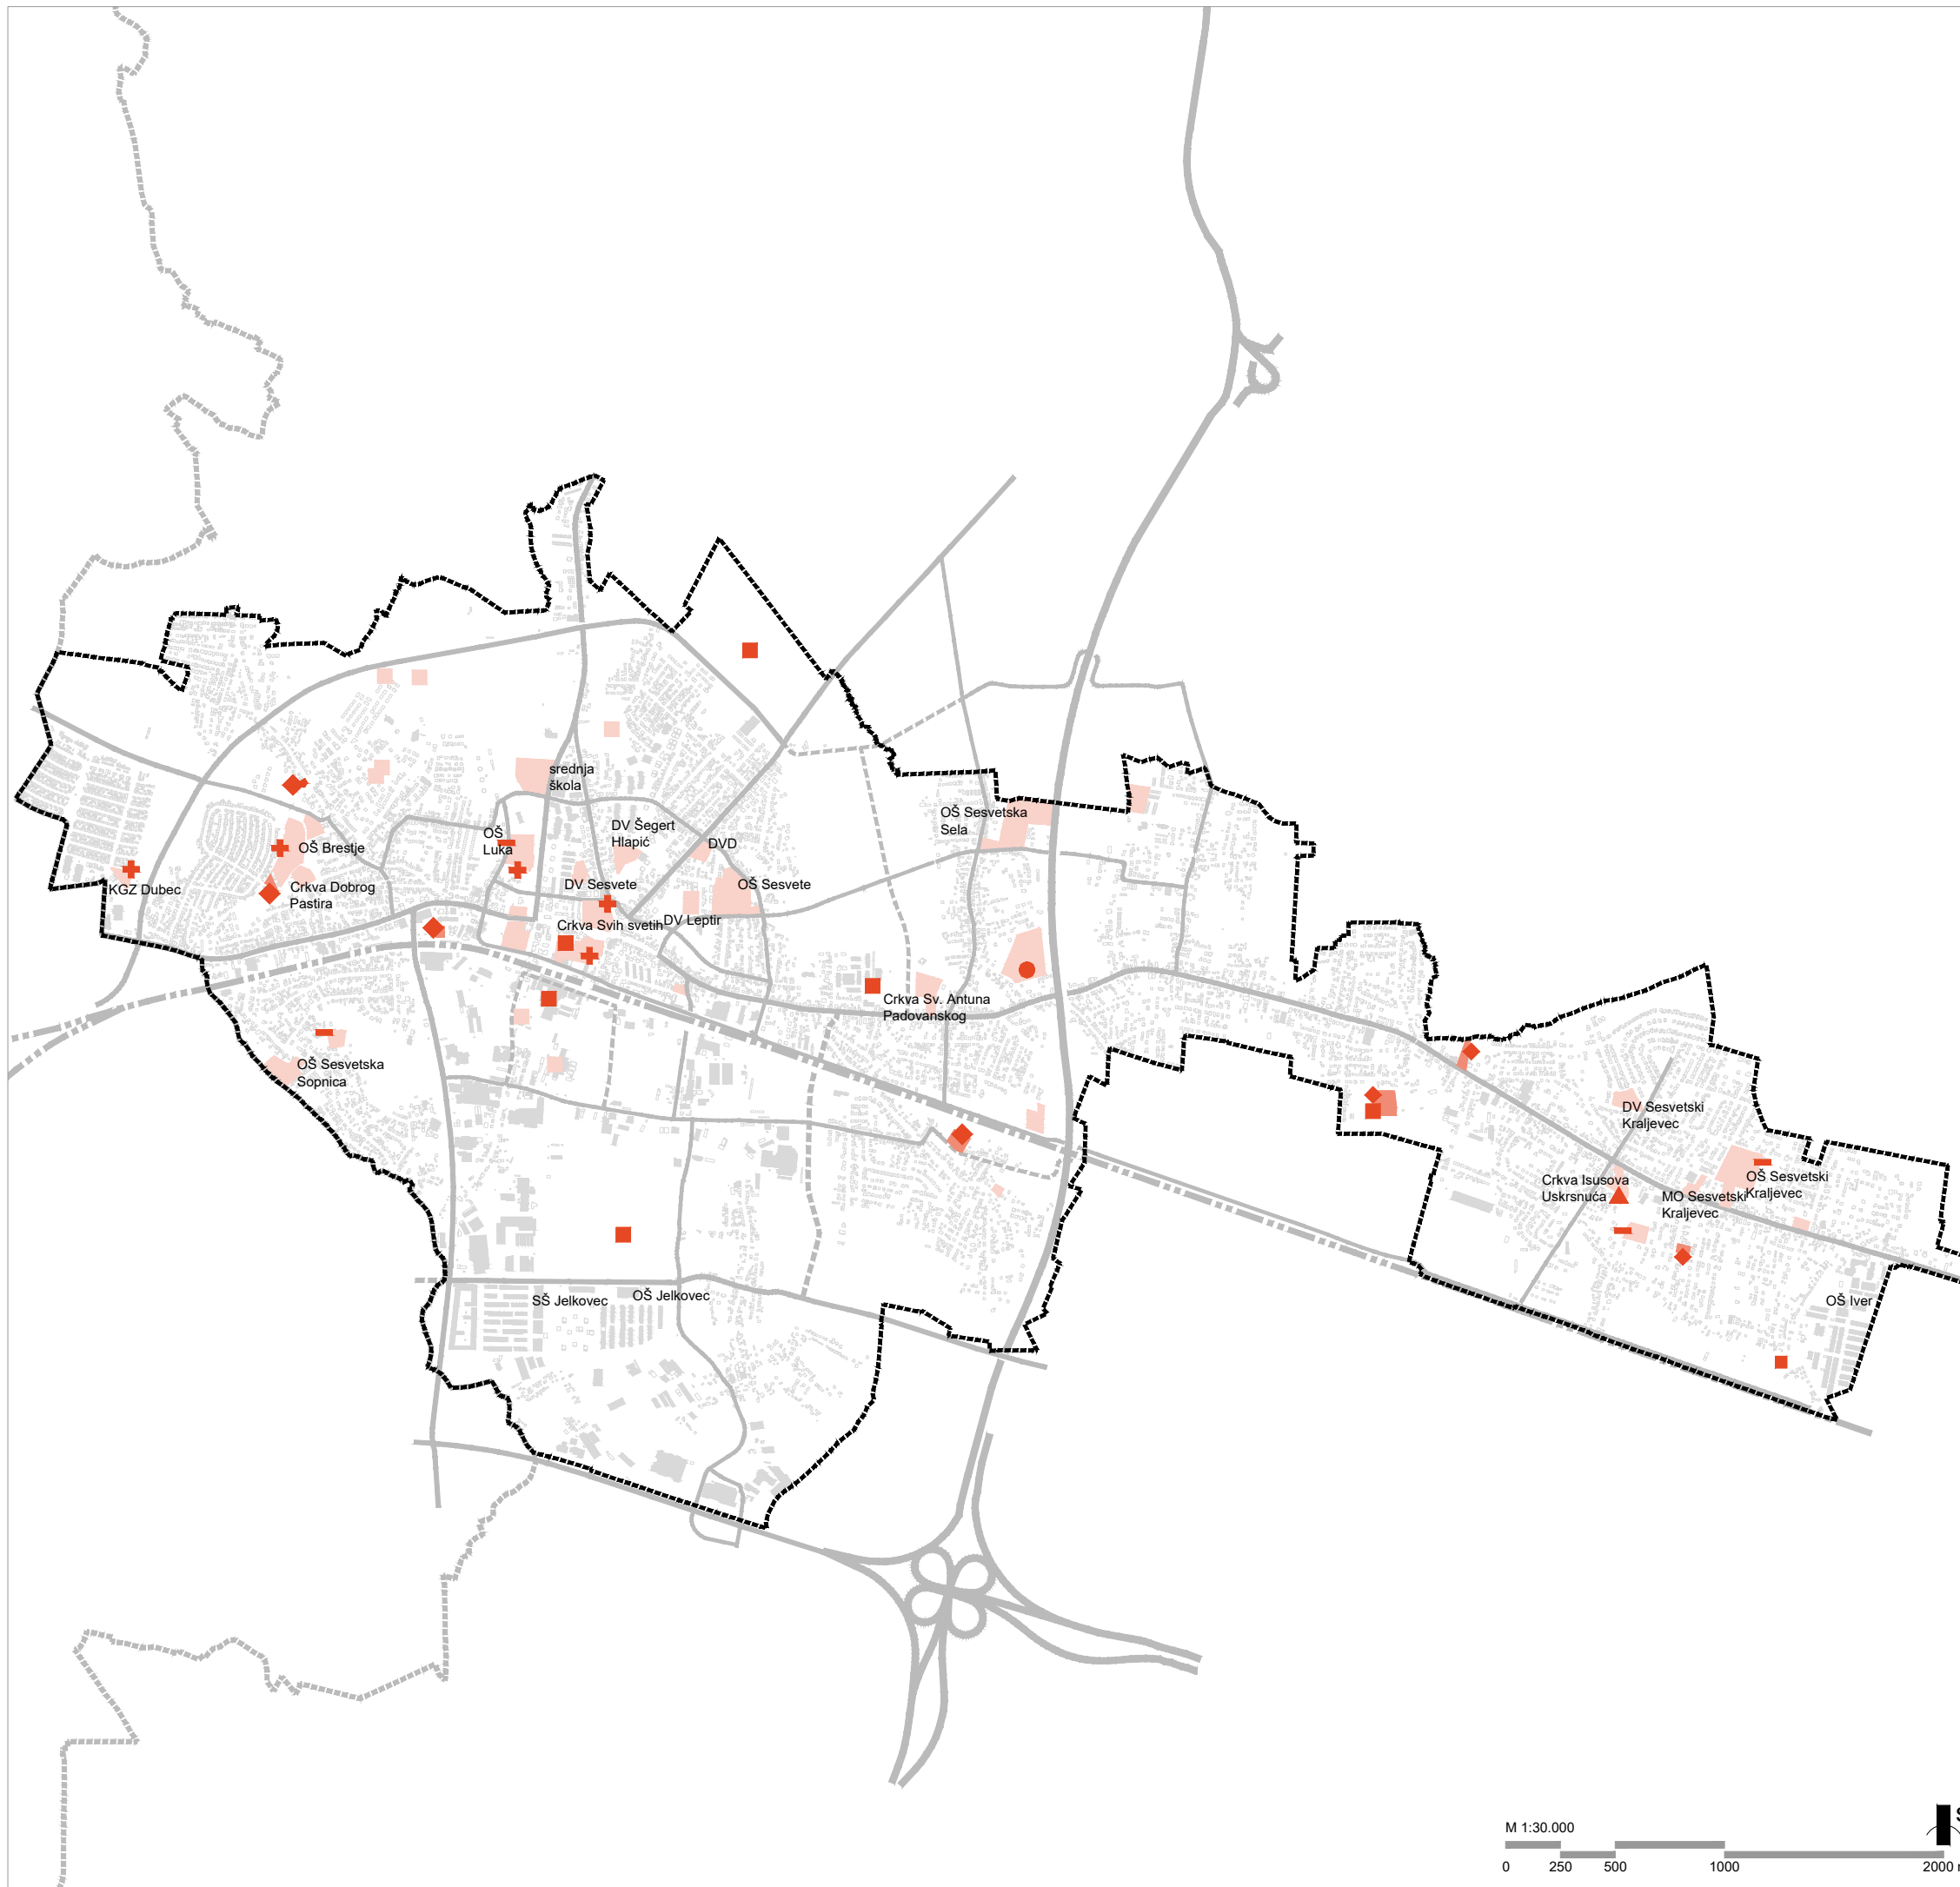 srednja
škola
OŠ Sesvetska
Sela
DV Šegert
Hlapić
OŠ
Luka
DVD
OŠ Brestje
KGZ Dubec
Crkva Dobrog
Pastira
DV Sesvete
OŠ Sesvete
Crkva Svih svetih
DV Leptir
Crkva Sv. Antuna
Padovanskog
OŠ Sesvetska
Sopnica
DV Sesvetski
Kraljevec
Crkva Isusova
Uskrsnuća
OŠ Sesvetski
Kraljevec
MO Sesvetski
Kraljevec
SŠ Jelkovec
OŠ Jelkovec
OŠ Iver
M 1:30.000
S
0 250 500 1000 2000